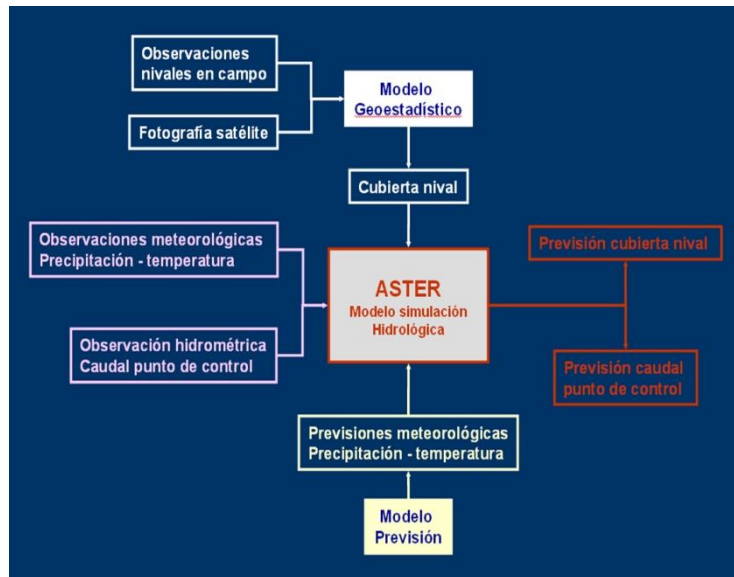 Observaciones
nivales en campo
Fotografía satélite
Modelo
Geoestadístico
Cubierta nival
Observaciones meteorológicas
Precipitación - temperatura
Observación hidrométrica
Caudal punto de control
ASTER
Modelo simulación
Hidrológica
Previsión cubierta nival
Previsión caudal
punto de control
Previsiones meteorológicas
Precipitación - temperatura
Modelo
Previsión